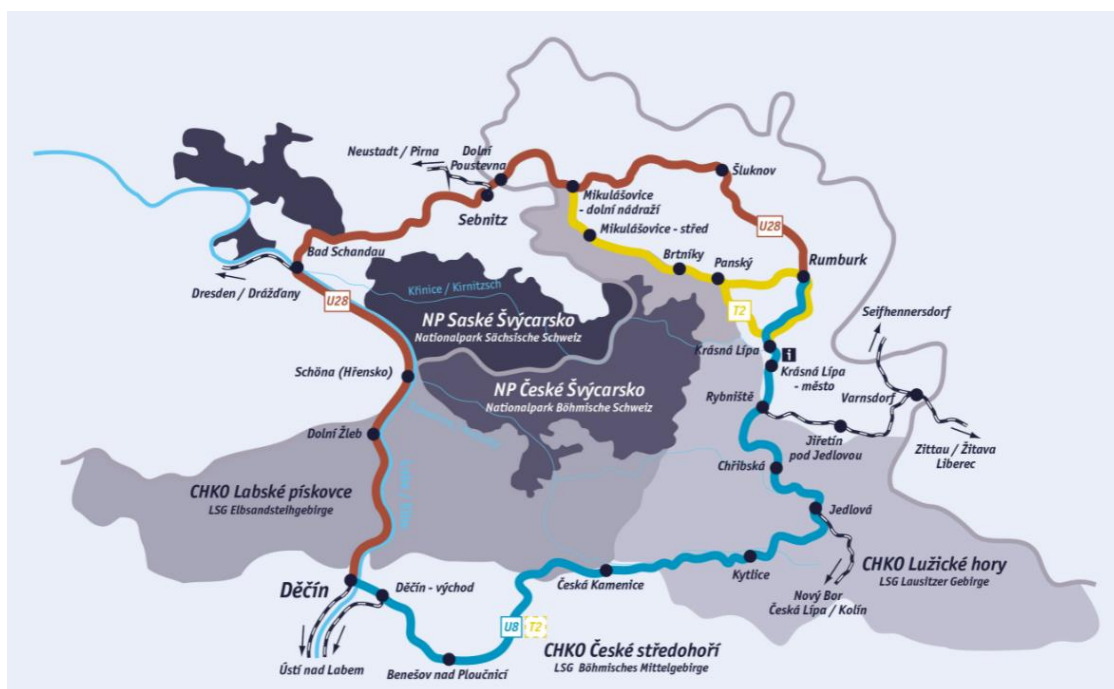 Neustadt / Pirna
Dolní
Poustevna
Šluknov
Mikulášovice
- dolní nádraží
Sebnitz
Mikulášovice - střed
U28
Bad Schandau
Brtníky
Panský
Rumburk
Dresden / Drážďany
Křinice / Kirnitzsch
U28
T2
Seifhennersdorf
NP Saské Švýcarsko
Nationalpark Sächsische Schweiz
Krásná Lípa
i
Krásná Lípa
- město
Schöna (Hřensko)
NP České Švýcarsko
Nationalpark Böhmische Schweiz
Rybniště
Varnsdorf
Jiřetín
pod Jedlovou
Zittau / Žitava
Liberec
Dolní Žleb
Chřibská
CHKO Labské pískovce
LSG Elbsandsteihgebirge
Jedlová
CHKO Lužické hory
LSG Lausitzer Gebirge
Kytlice
Česká Kamenice
Nový Bor
Česká Lípa / Kolín
Děčín
Děčín - východ
U8
T2
CHKO České středohoří
LSG Böhmisches Mittelgebirge
Ústí nad Labem
Benešov nad Ploučnicí